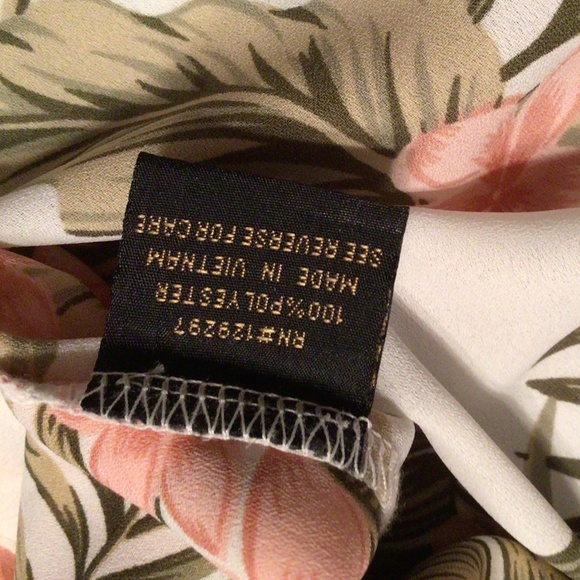 RN#129297
100%POLYESTER
MADE IN VIETNAM
SEE REVERSE FOR CARE